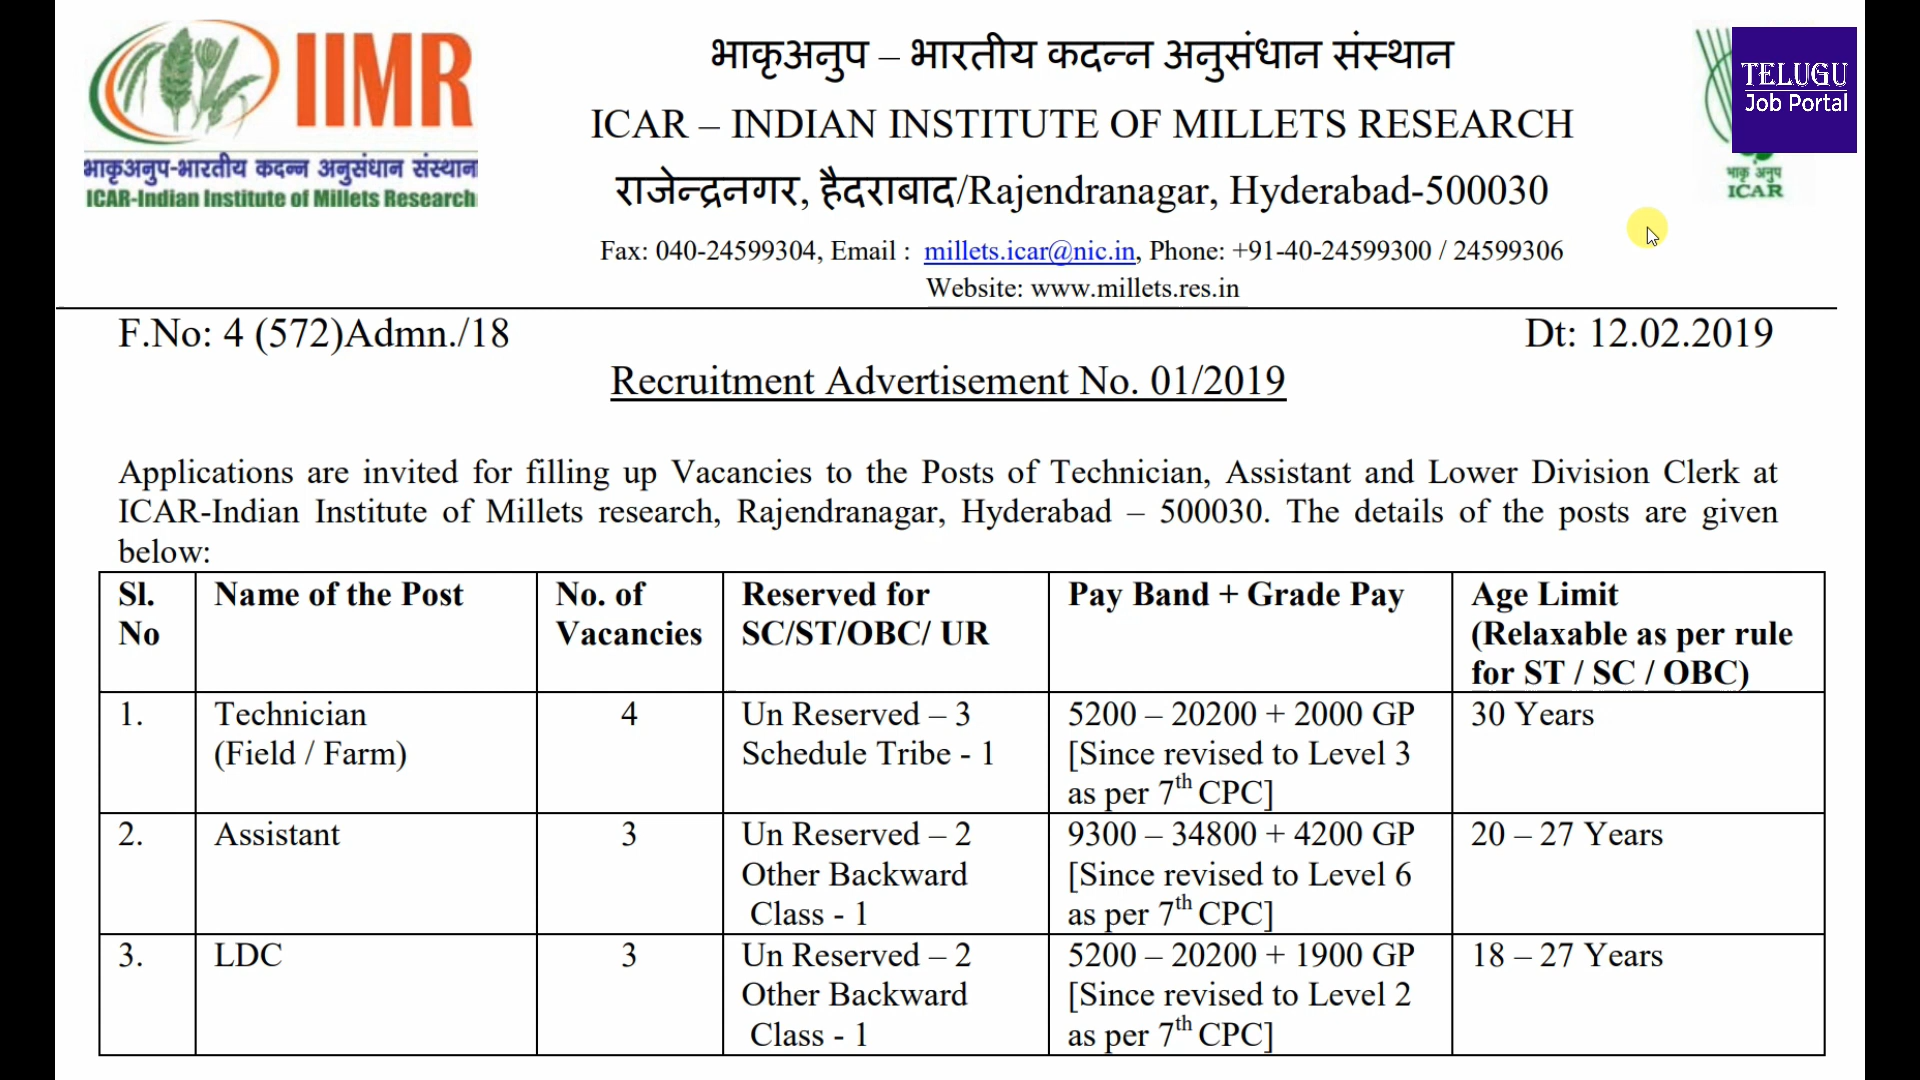 IIMR
भाकृअनुप-भारतीय कदन्न अनुसंधान संस्थान
ICAR-Indian Institute of Millets Research
भाकृअनुप – भारतीय कदन्न अनुसंधान संस्थान
ICAR – INDIAN INSTITUTE OF MILLETS RESEARCH
राजेन्द्रनगर, हैदराबाद/Rajendranagar, Hyderabad-500030
Fax: 040-24599304, Email : millets.icar@nic.in, Phone: +91-40-24599300 / 24599306
Website: www.millets.res.in
TELUGU
Job Portal
भाकृ अनुप
ICAR
F.No: 4 (572)Admn./18 Dt: 12.02.2019
Recruitment Advertisement No. 01/2019
Applications are invited for filling up Vacancies to the Posts of Technician, Assistant and Lower Division Clerk at
ICAR-Indian Institute of Millets research, Rajendranagar, Hyderabad – 500030. The details of the posts are given
below:
Sl. Name of the Post No. of Reserved for Pay Band + Grade Pay Age Limit
No Vacancies SC/ST/OBC/ UR (Relaxable as per rule
for ST / SC / OBC)
1. Technician 4 Un Reserved – 3 5200 – 20200 + 2000 GP 30 Years
(Field / Farm) Schedule Tribe - 1 [Since revised to Level 3
as per 7th CPC]
2. Assistant 3 Un Reserved – 2 9300 – 34800 + 4200 GP 20 – 27 Years
Other Backward [Since revised to Level 6
Class - 1 as per 7th CPC]
3. LDC 3 Un Reserved – 2 5200 – 20200 + 1900 GP 18 – 27 Years
Other Backward [Since revised to Level 2
Class - 1 as per 7th CPC]